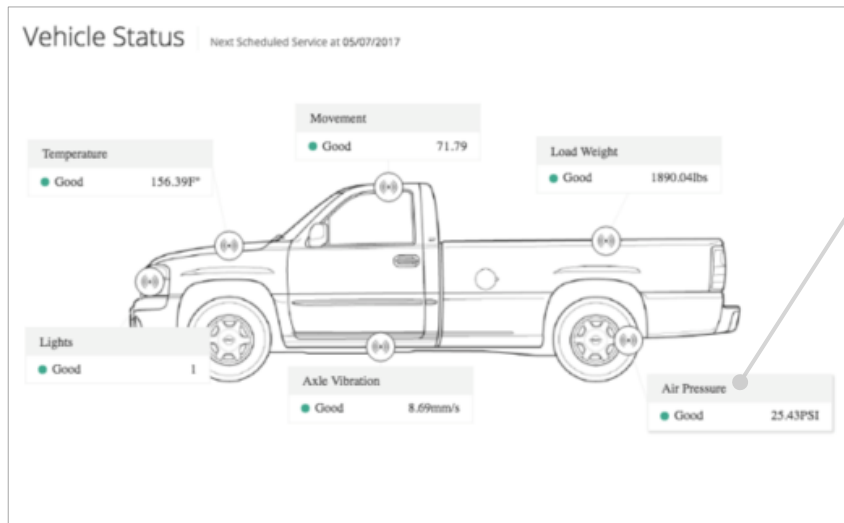 Vehicle Status
Next Scheduled Service at 05/07/2017
Movement
Good 71.79
Temperature
Good 156.39F°
Load Weight
Good 1890.04lbs
Lights
Good 1
Axle Vibration
Good 8.69mm/s
Air Pressure
Good 25.43PSI